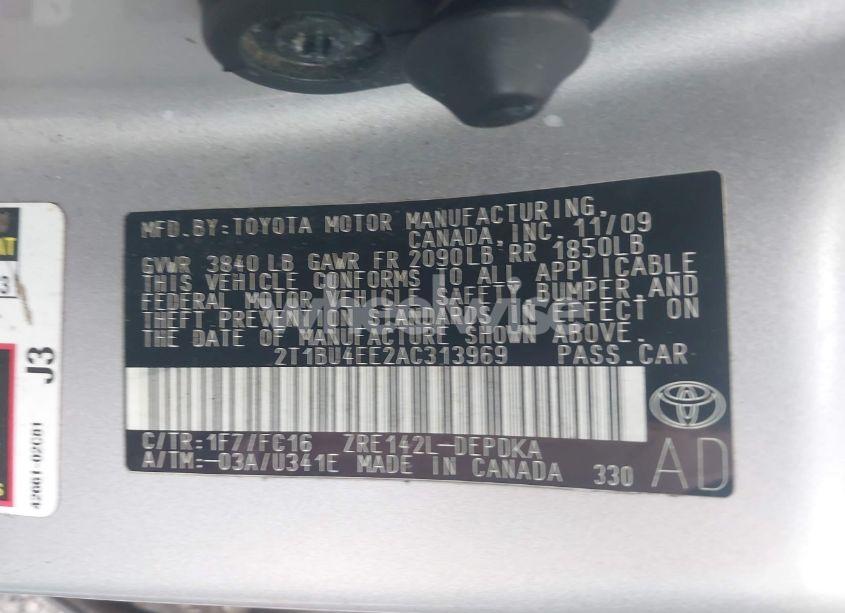 MFD.BY:TOYOTA MOTOR MANUFACTURING,
CANADA, INC. 11/09
GVWR 3840 LB GAWR FR 2090LB RR 1850LB
THIS VEHICLE CONFORMS TO ALL APPLICABLE
FEDERAL MOTOR VEHICLE SAFETY, BUMPER, AND
THEFT PREVENTION STANDARDS IN EFFECT ON
THE DATE OF MANUFACTURE SHOWN ABOVE.
2T1BU4EE2AC313969 PASS.CAR
C/TR:1F7/FC16 ZRE142L-DEPDKA
A/TM:-03A/U341E MADE IN CANADA 330
AD
J3
42661-02C81